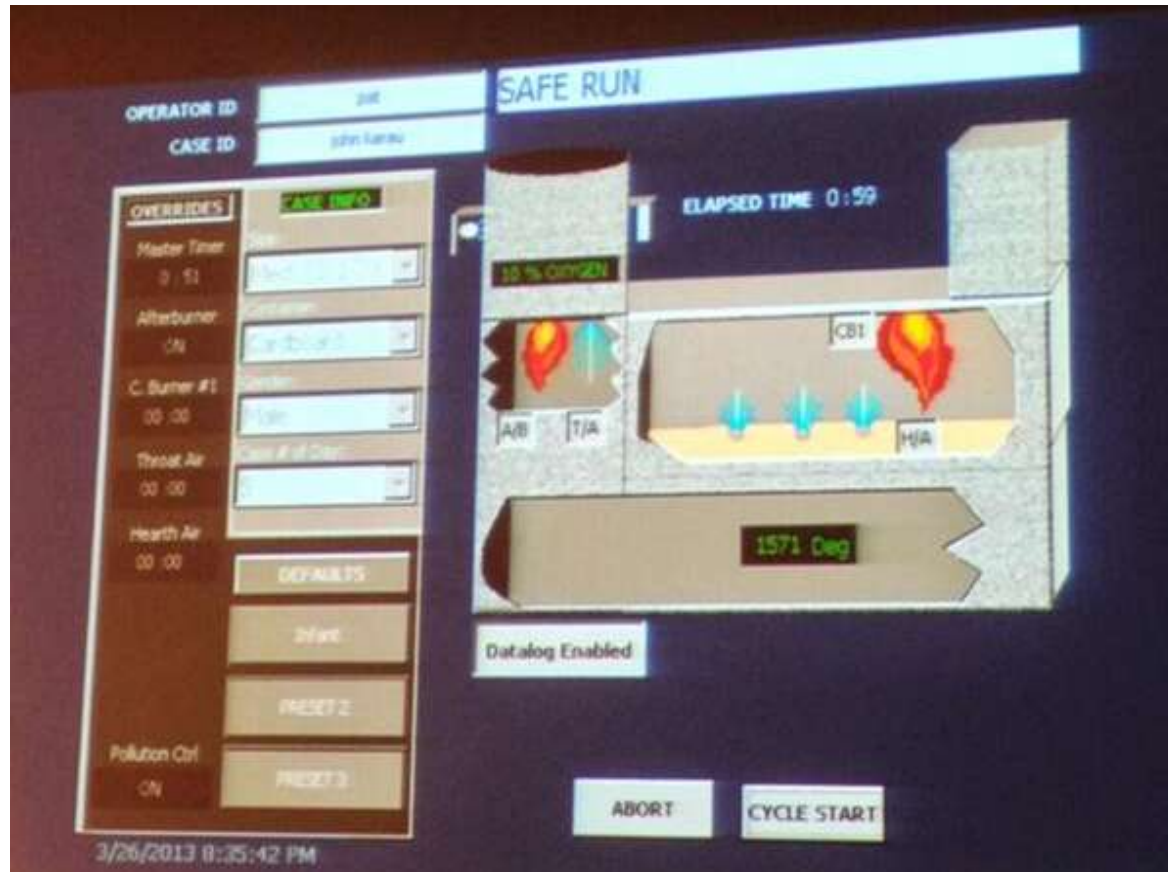 OPERATOR ID
CASE ID
SAFE RUN
ELAPSED TIME 0:59
OVERRIDES
Master Timer
0 : 51
Afterburner
ON
C. Burner #1
00 :00
Throat Air
00 :00
Hearth Air
00 :00
Pollution Ctrl
ON
CASE INFO
Male
DEFAULTS
Infant
PRESET 2
PRESET 3
10 % OXYGEN
A/B
T/A
CB1
H/A
1571 Deg
Datalog Enabled
ABORT
CYCLE START
3/26/2013 8:35:42 PM